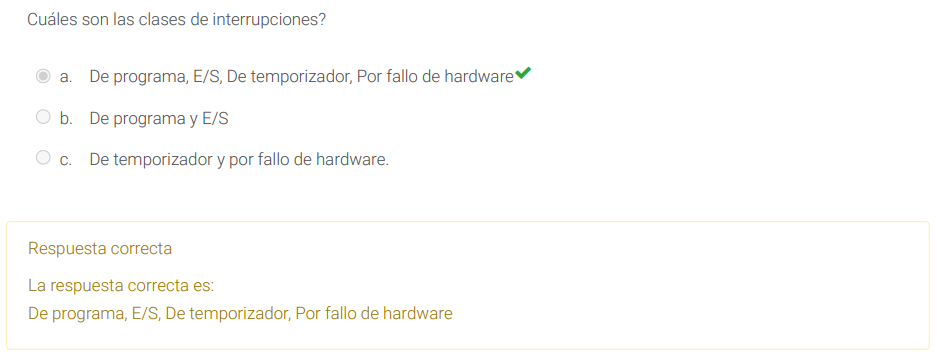 Cuáles son las clases de interrupciones?
a. De programa, E/S, De temporizador, Por fallo de hardware
b. De programa y E/S
c. De temporizador y por fallo de hardware.
Respuesta correcta
La respuesta correcta es:
De programa, E/S, De temporizador, Por fallo de hardware